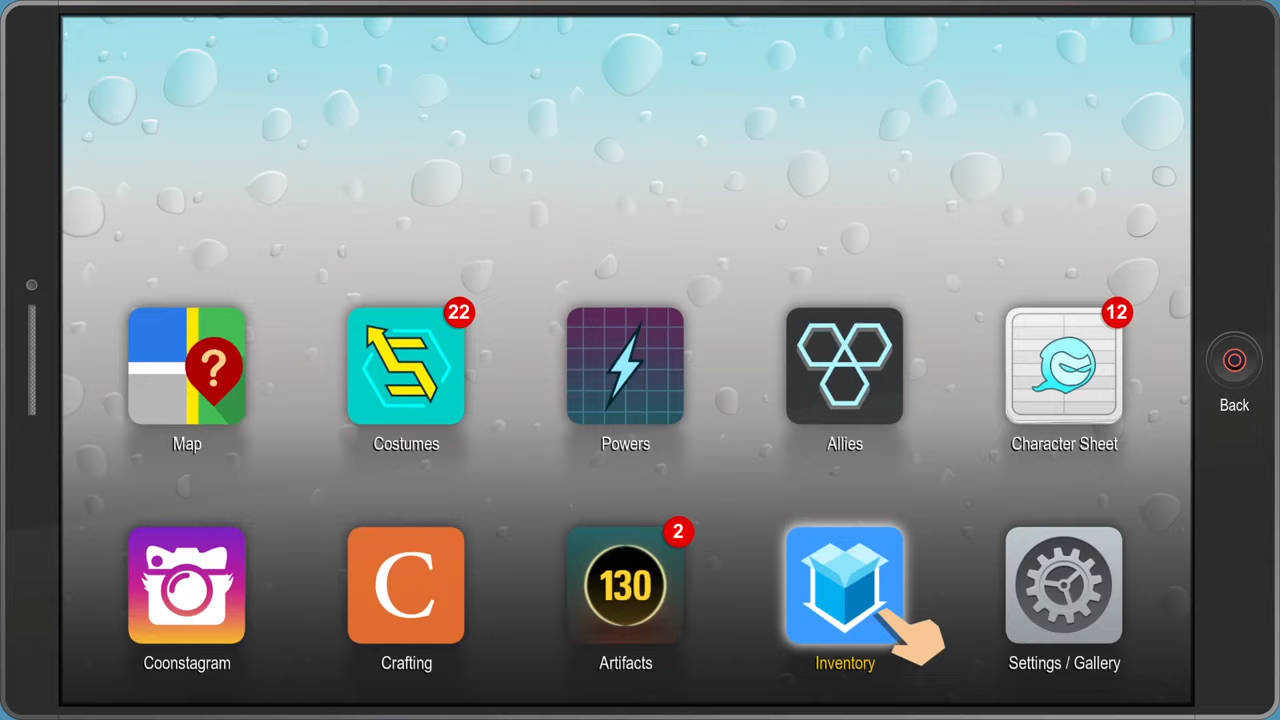 22
12
?
Map
Costumes
Powers
Allies
Character Sheet
Back
2
C
130
Coonstagram
Crafting
Artifacts
Inventory
Settings / Gallery